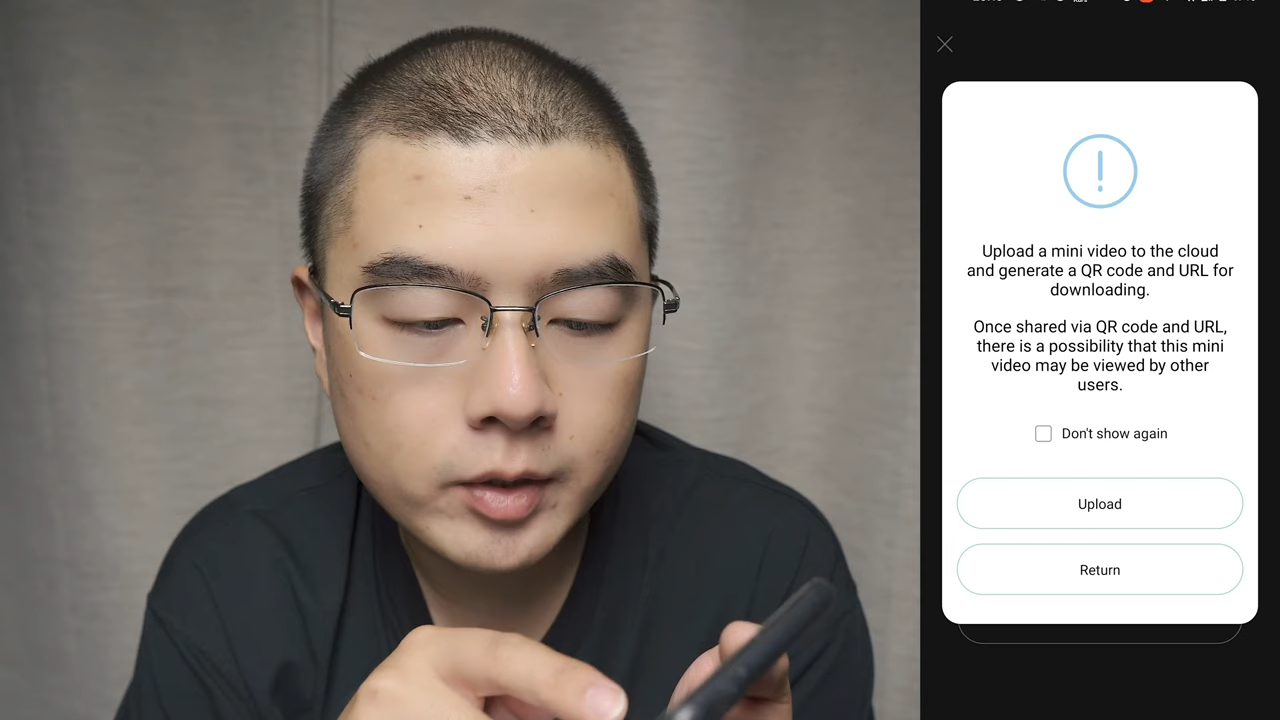 Upload a mini video to the cloud
and generate a QR code and URL for
downloading.
Once shared via QR code and URL,
there is a possibility that this mini
video may be viewed by other
users.
Don't show again
Upload
Return